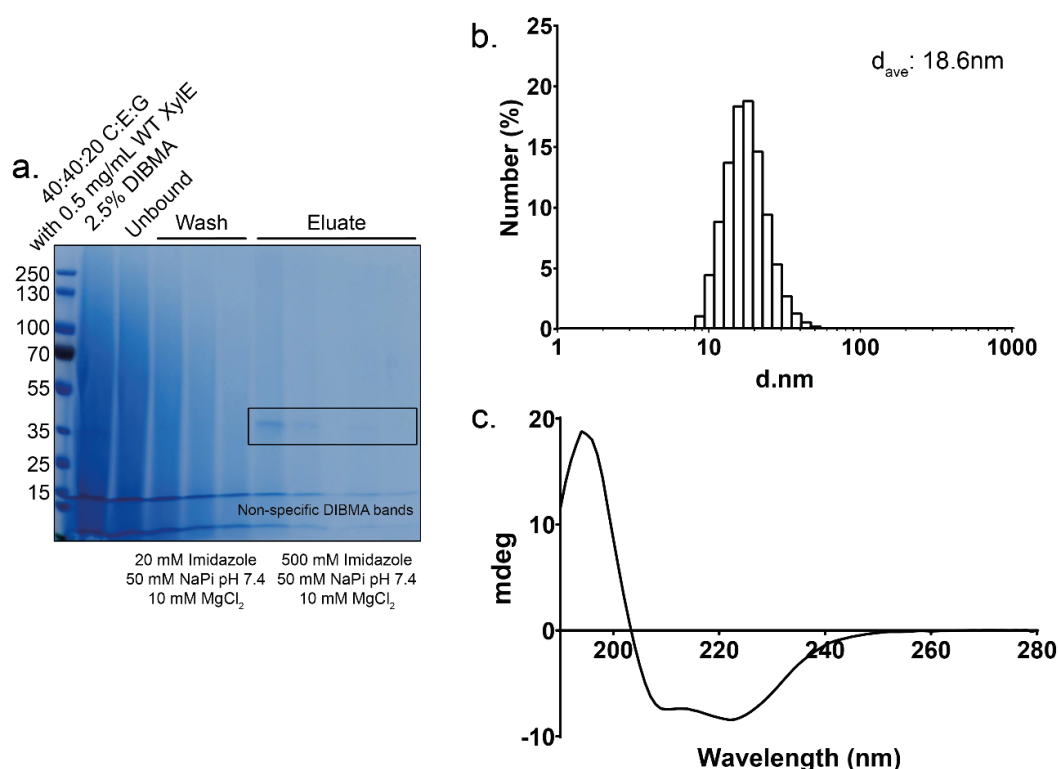 a.
40:40:20 C:E:G
with 0.5 mg/mL WT XylE
2.5% DIBMA
Unbound
Wash
Eluate
250
130
100
70
55
35
25
15
Non-specific DIBMA bands
20 mM Imidazole
50 mM NaPi pH 7.4
10 mM MgCl₂
500 mM Imidazole
50 mM NaPi pH 7.4
10 mM MgCl₂
b.
d_ave: 18.6nm
Number (%)
25
20
15
10
5
0
1
10
100
1000
d.nm
c.
mdeg
20
10
0
-10
200
220
240
260
280
Wavelength (nm)